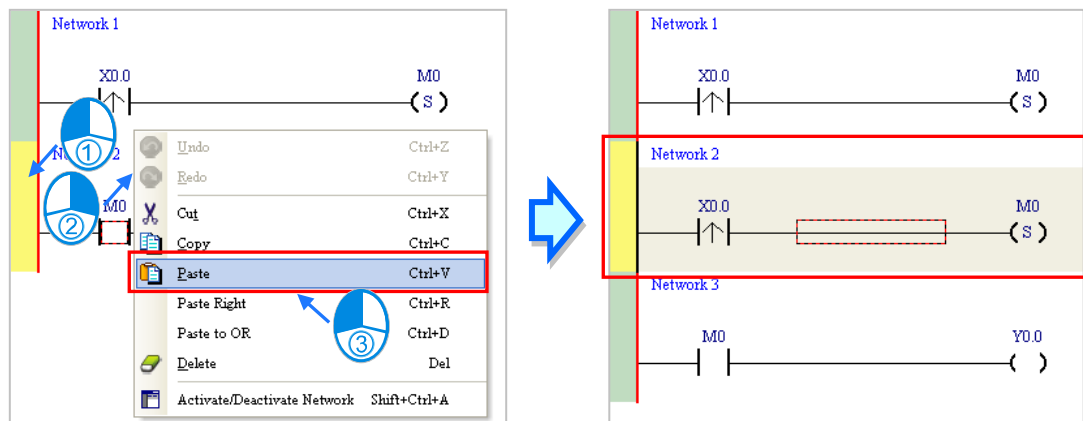 Network 1
X0.0 M0
( S )
①
②
M0
Undo Ctrl+Z
Redo Ctrl+Y
Cut Ctrl+X
Copy Ctrl+C
Paste Ctrl+V
Paste Right Ctrl+R
Paste to OR Ctrl+D
③
Delete Del
Activate/Deactivate Network Shift+Ctrl+A
Network 1
X0.0 M0
( S )
Network 2
X0.0 M0
( S )
Network 3
M0 Y0.0
( )